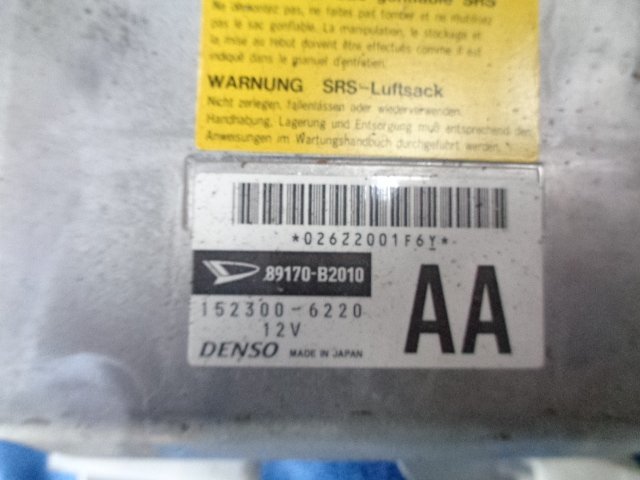 gonflable SRS
Ne démontez pas, ne faites pas tomber et ne réutilisez
pas le sac gonflable. La manipulation, le stockage et
la mise au rebut doivent être effectués comme il est
indiqué dans le manuel d'entretien.
WARNUNG SRS-Luftsack
Nicht zerlegen, fallenlassen oder wiederverwenden.
Handhabung, Lagerung und Entsorgung muß entsprechend den
Anweisungen im Wartungshandbuch durchgeführt werden.
*02622001F6Y*
89170-B2010
152300-6220
12V
AA
DENSO MADE IN JAPAN